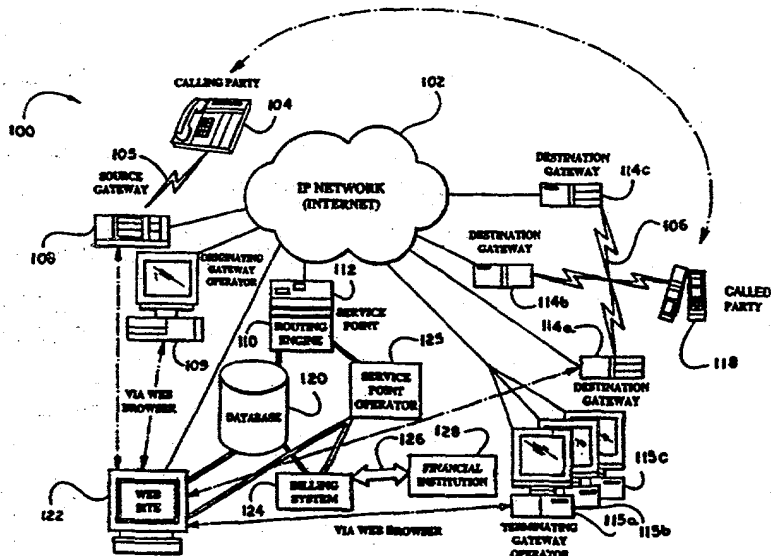 CALLING PARTY
104
102
100
105
SOURCE
GATEWAY
IP NETWORK
(INTERNET)
DESTINATION
GATEWAY
114c
DESTINATION
GATEWAY
106
108
ORIGINATING
GATEWAY
OPERATOR
112
SERVICE
POINT
114b
CALLED
PARTY
110
ROUTING
ENGINE
125
114a
118
109
DESTINATION
GATEWAY
VIA WEB
BROWSER
120
DATABASE
SERVICE
POINT
OPERATOR
126
128
122
WEB
SITE
124
BILLING
SYSTEM
FINANCIAL
INSTITUTION
115c
115a
115b
VIA WEB BROWSER
TERMINATING
GATEWAY
OPERATOR